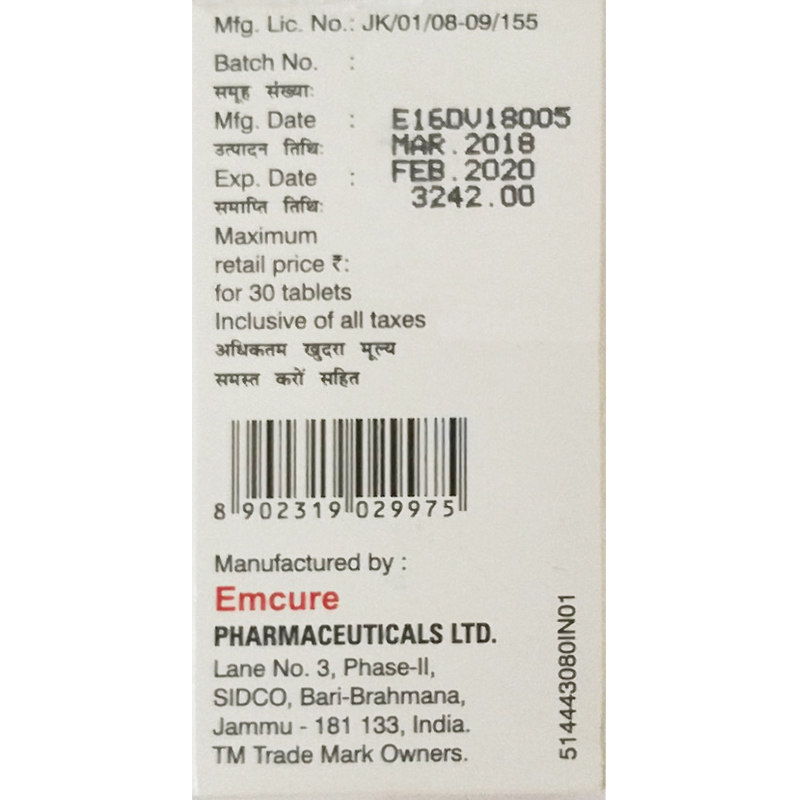 Mfg. Lic. No.: JK/01/08-09/155
Batch No. :
समूह संख्याः
Mfg. Date : E16DV18005
उत्पादन तिथिः MAR.2018
Exp. Date : FEB.2020
समाप्ति तिथिः 3242.00
Maximum
retail price ₹:
for 30 tablets
Inclusive of all taxes
अधिकतम खुदरा मूल्य
समस्त करों सहित
8 902319 029975
Manufactured by :
Emcure
PHARMACEUTICALS LTD.
Lane No. 3, Phase-II,
SIDCO, Bari-Brahmana,
Jammu - 181 133, India.
TM Trade Mark Owners.
514443080IN01